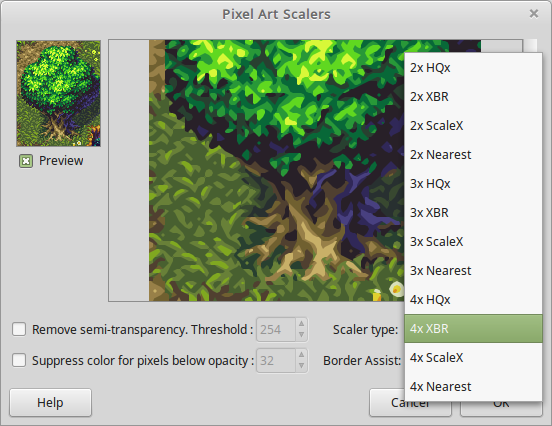 Pixel Art Scalers
Preview
2x HQx
2x XBR
2x ScaleX
2x Nearest
3x HQx
3x XBR
3x ScaleX
3x Nearest
4x HQx
4x XBR
4x ScaleX
4x Nearest
Remove semi-transparency. Threshold : 254 Scaler type:
Suppress color for pixels below opacity : 32 Border Assist:
Help Cancel OK